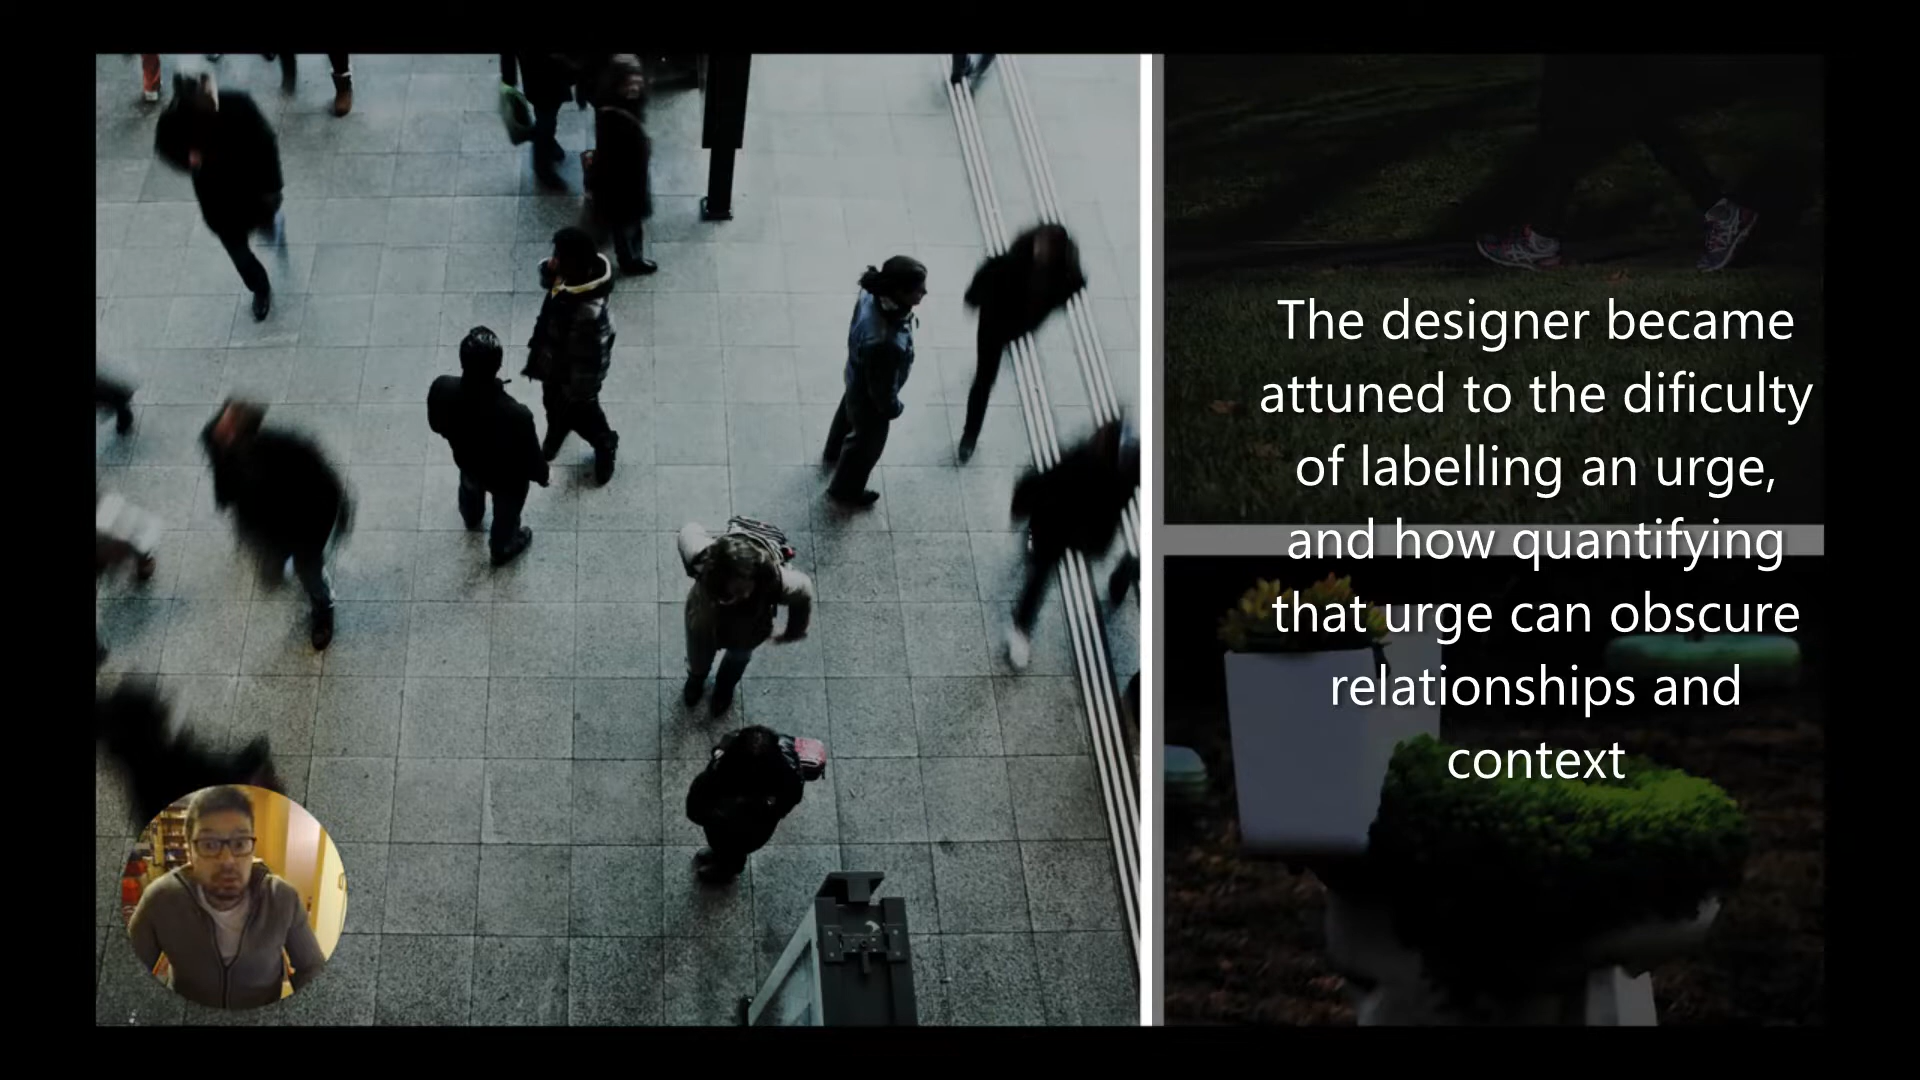 The designer became
attuned to the dificulty
of labelling an urge,
and how quantifying
that urge can obscure
relationships and
context